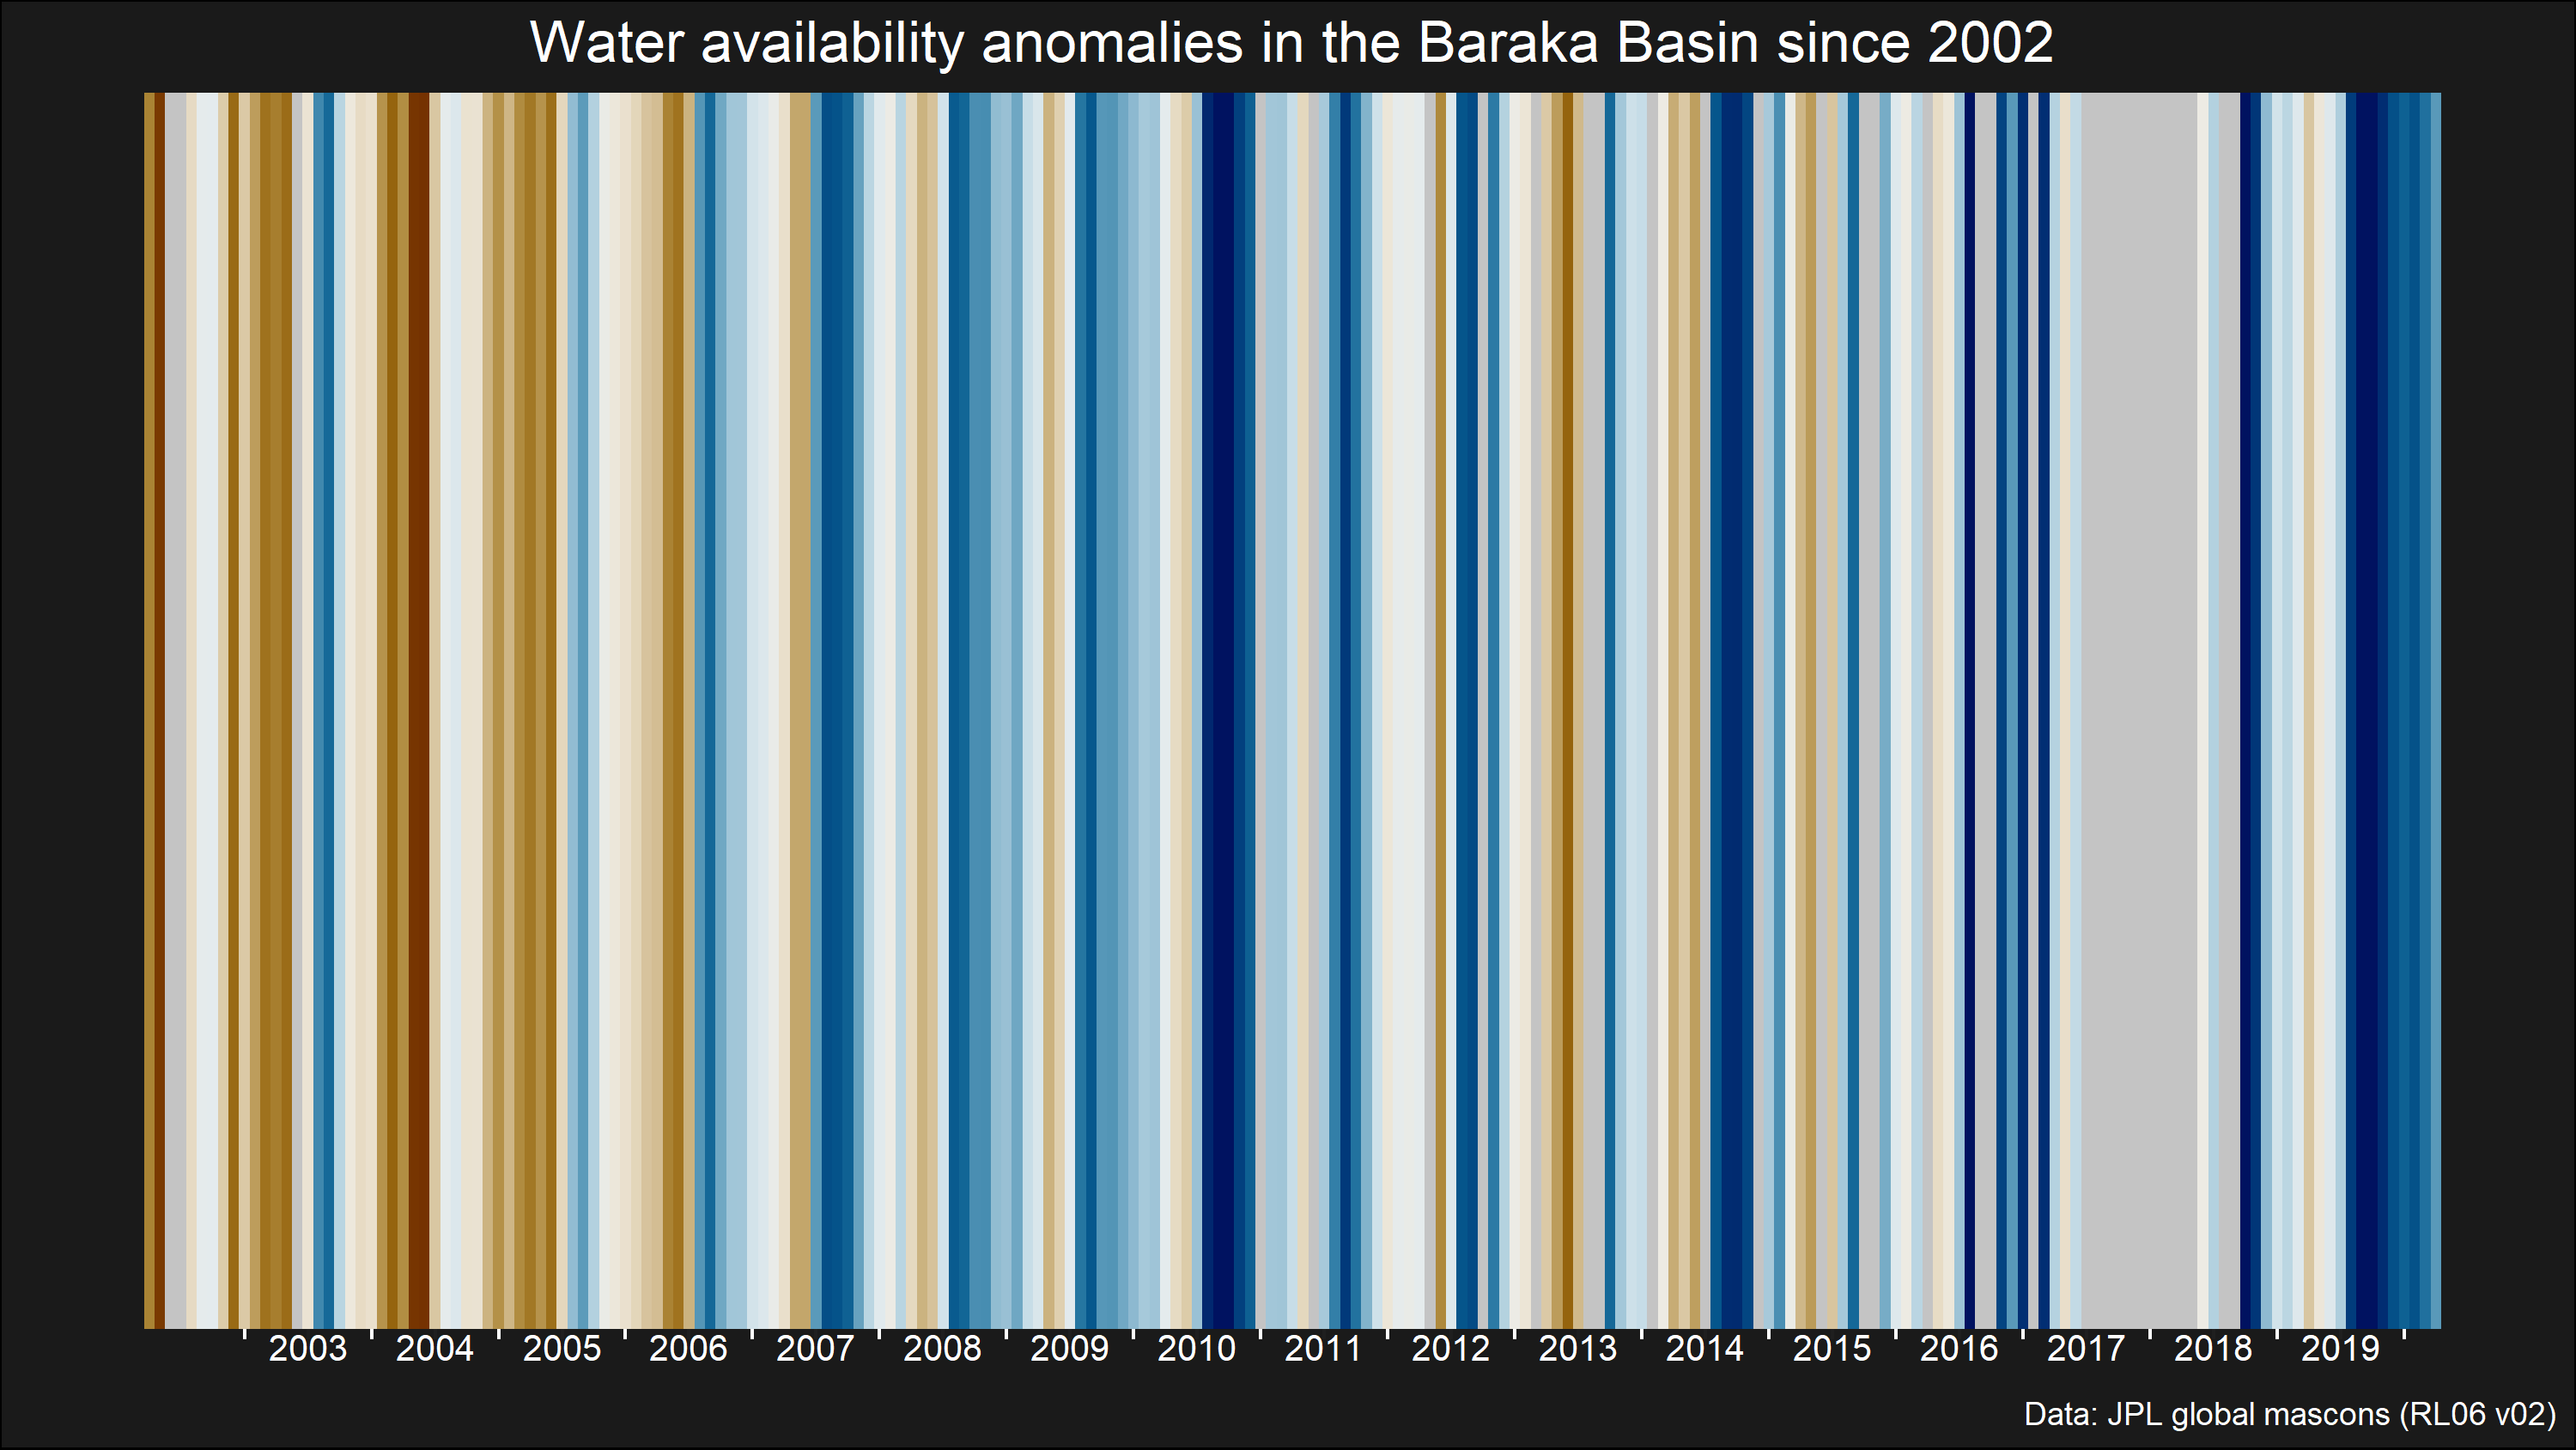 Water availability anomalies in the Baraka Basin since 2002
2003 2004 2005 2006 2007 2008 2009 2010 2011 2012 2013 2014 2015 2016 2017 2018 2019
Data: JPL global mascons (RL06 v02)